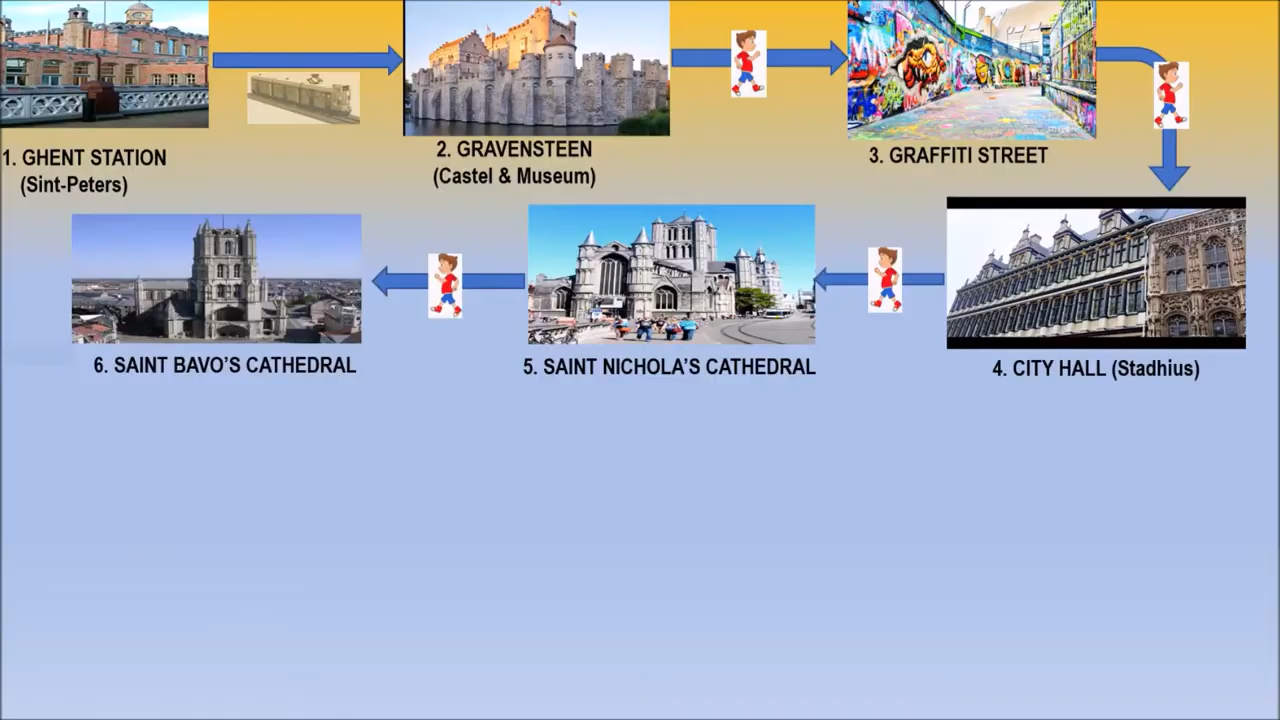 1. GHENT STATION
(Sint-Peters)
2. GRAVENSTEEN
(Castel & Museum)
3. GRAFFITI STREET
4. CITY HALL (Stadhius)
5. SAINT NICHOLA’S CATHEDRAL
6. SAINT BAVO’S CATHEDRAL